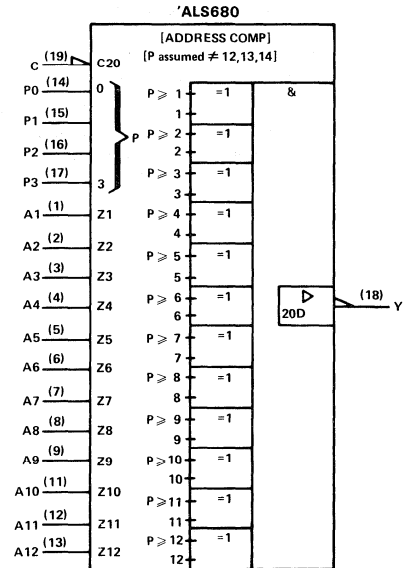 'ALS680
[ADDRESS COMP]
[P assumed ≠ 12,13,14]
C (19) C20
P0 (14) 0
P1 (15)
P2 (16)
P3 (17) 3
P
A1 (1) Z1
A2 (2) Z2
A3 (3) Z3
A4 (4) Z4
A5 (5) Z5
A6 (6) Z6
A7 (7) Z7
A8 (8) Z8
A9 (9) Z9
A10 (11) Z10
A11 (12) Z11
A12 (13) Z12
P ⩾ 1 =1
1
P ⩾ 2 =1
2
P ⩾ 3 =1
3
P ⩾ 4 =1
4
P ⩾ 5 =1
5
P ⩾ 6 =1
6
P ⩾ 7 =1
7
P ⩾ 8 =1
8
P ⩾ 9 =1
9
P ⩾10 =1
10
P ⩾11 =1
11
P ⩾ 12 =1
12
&
20D
(18) Y